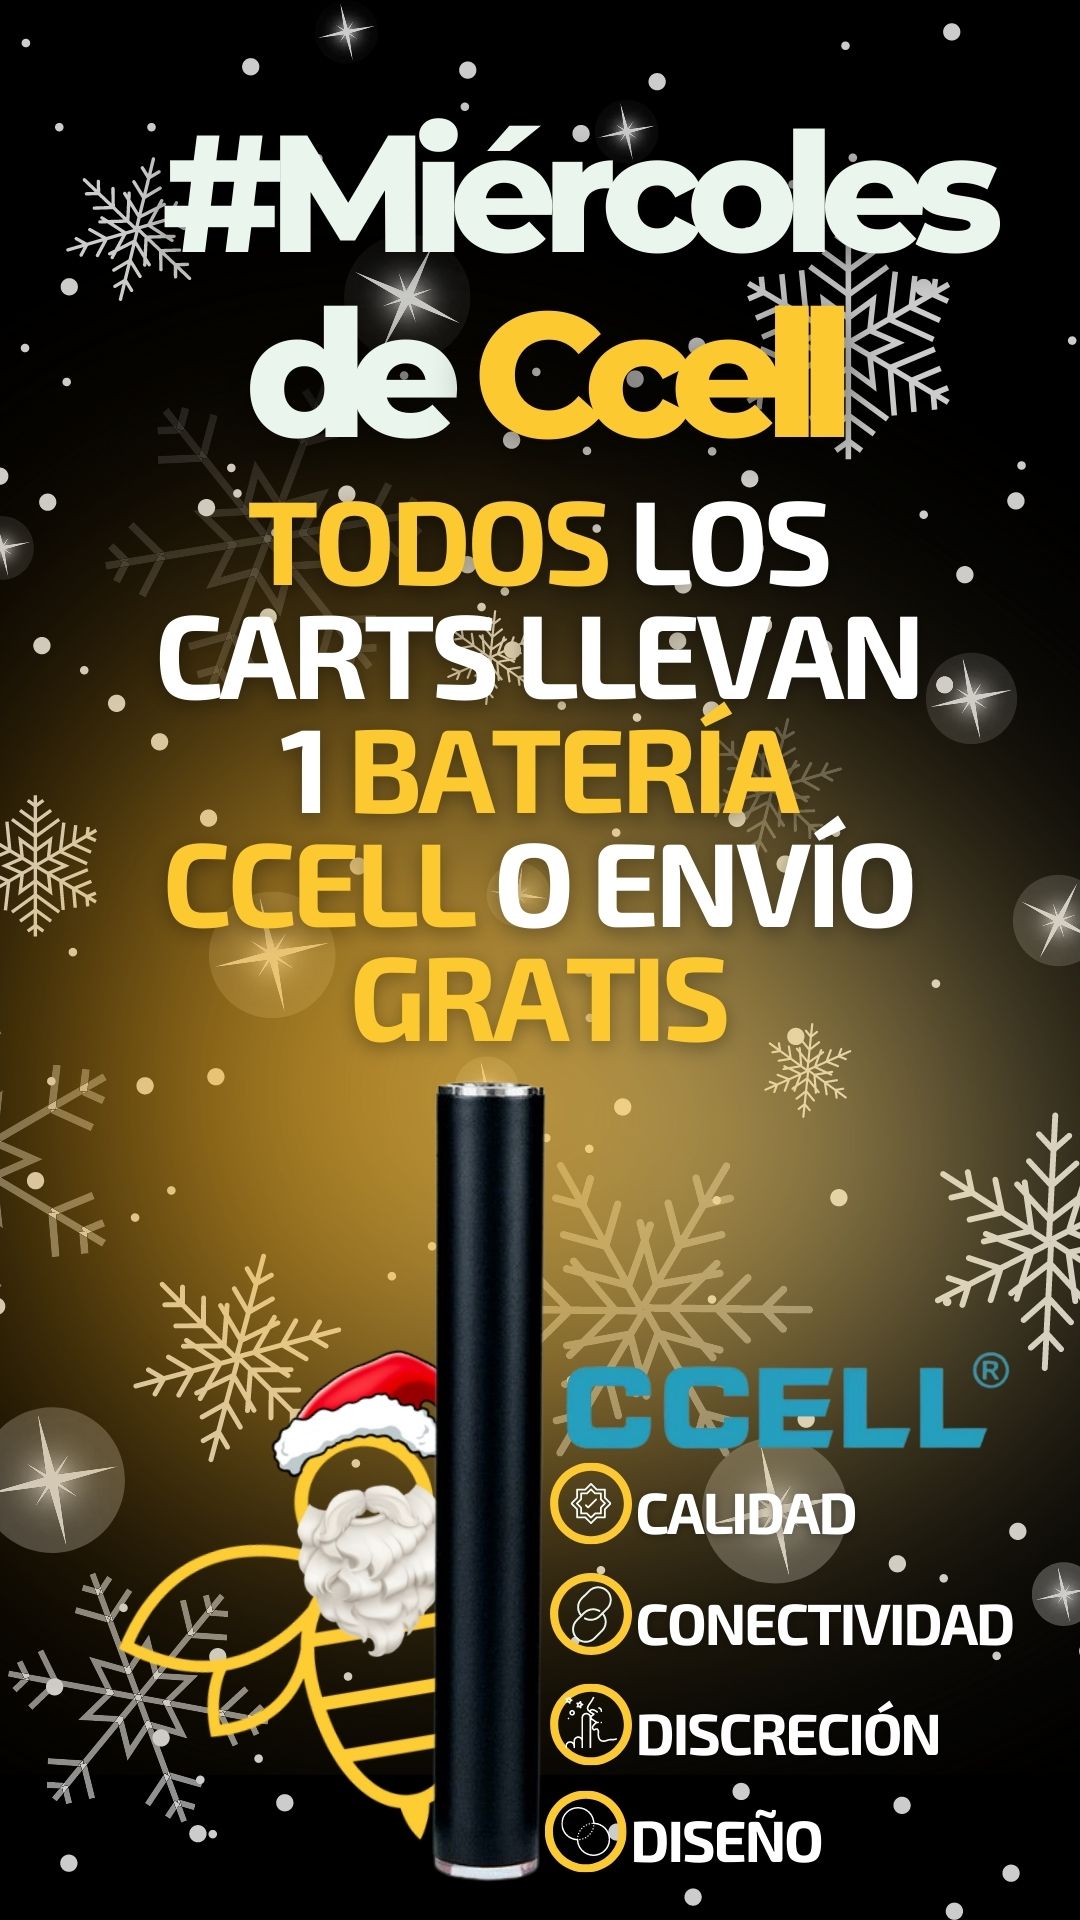 #Miércoles
de Ccell
TODOS LOS
CARTS LLEVAN
1 BATERÍA
CCELL O ENVÍO
GRATIS
CCELL®
CALIDAD
CONECTIVIDAD
DISCRECIÓN
DISEÑO